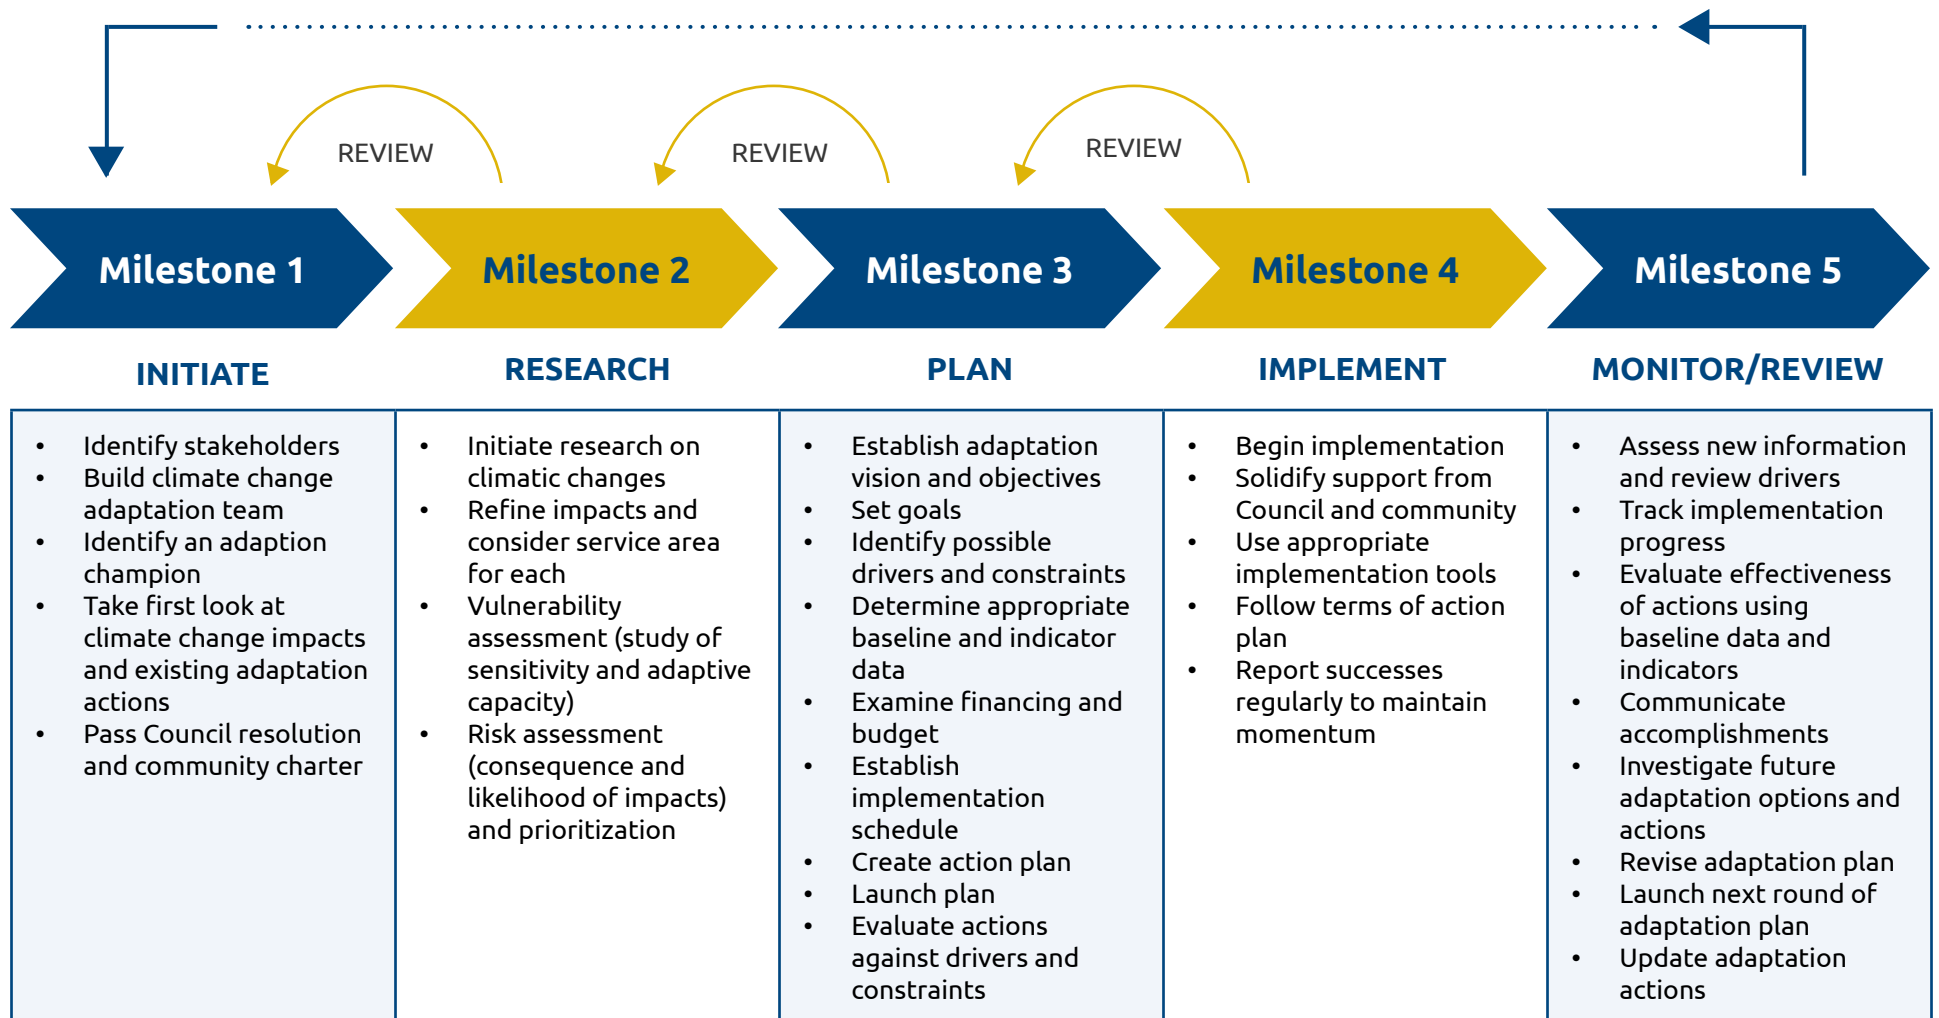 REVIEW
REVIEW
REVIEW
Milestone 1
Milestone 2
Milestone 3
Milestone 4
Milestone 5
INITIATE
RESEARCH
PLAN
IMPLEMENT
MONITOR/REVIEW
• Identify stakeholders
• Build climate change
adaptation team
• Identify an adaption
champion
• Take first look at
climate change impacts
and existing adaptation
actions
• Pass Council resolution
and community charter
• Initiate research on
climatic changes
• Refine impacts and
consider service area
for each
• Vulnerability
assessment (study of
sensitivity and adaptive
capacity)
• Risk assessment
(consequence and
likelihood of impacts)
and prioritization
• Establish adaptation
vision and objectives
• Set goals
• Identify possible
drivers and constraints
• Determine appropriate
baseline and indicator
data
• Examine financing and
budget
• Establish
implementation
schedule
• Create action plan
• Launch plan
• Evaluate actions
against drivers and
constraints
• Begin implementation
• Solidify support from
Council and community
• Use appropriate
implementation tools
• Follow terms of action
plan
• Report successes
regularly to maintain
momentum
• Assess new information
and review drivers
• Track implementation
progress
• Evaluate effectiveness
of actions using
baseline data and
indicators
• Communicate
accomplishments
• Investigate future
adaptation options and
actions
• Revise adaptation plan
• Launch next round of
adaptation plan
• Update adaptation
actions